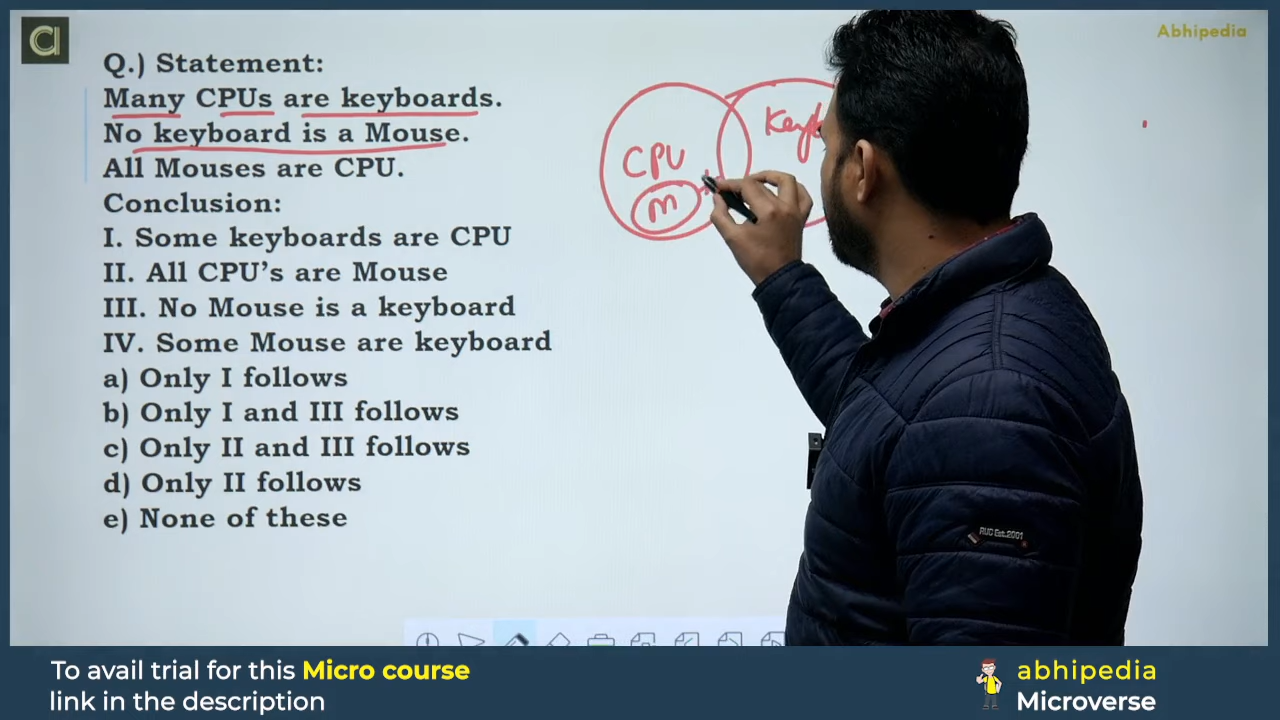 Abhipedia
Q.) Statement:
Many CPUs are keyboards.
No keyboard is a Mouse.
All Mouses are CPU.
Conclusion:
I. Some keyboards are CPU
II. All CPU's are Mouse
III. No Mouse is a keyboard
IV. Some Mouse are keyboard
a) Only I follows
b) Only I and III follows
c) Only II and III follows
d) Only II follows
e) None of these
CPU
M
RUC Est.2001
To avail trial for this Micro course
link in the description
abhipedia
Microverse